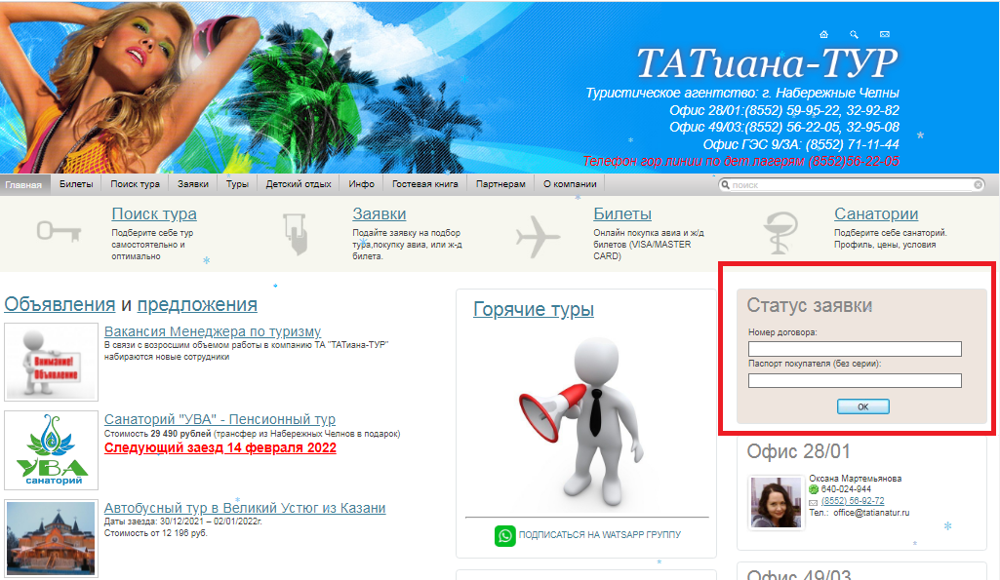 ТАТиана-ТУР
Туристическое агентство: г. Набережные Челны
Офис 28/01:(8552) 59-95-22, 32-92-82
Офис 49/03:(8552) 56-22-05, 32-95-08
Офис ГЭС 9/3А: (8552) 71-11-44
Телефон гор линии по дет лагерям (8552)56-22-05
Главная Билеты Поиск тура Заявки Туры Детский отдых Инфо Гостевая книга Партнерам О компании поиск
Поиск тура
Подберите себе тур
самостоятельно и
оптимально
Заявки
Подайте заявку на подбор
тура,покупку авиа, или ж-д
билета.
Билеты
Онлайн покупка авиа и ж/д
билетов (VISA/MASTER
CARD)
Санатории
Подберите себе санаторий.
Профиль, цены, условия
Объявления и предложения
Внимание!
Объявление
Вакансия Менеджера по туризму
В связи с возросшим объемом работы в компанию ТА "ТАТиана-ТУР"
набираются новые сотрудники
УВА
санаторий
Санаторий "УВА" - Пенсионный тур
Стоимость 29 490 рублей (трансфер из Набережных Челнов в подарок)
Следующий заезд 14 февраля 2022
Автобусный тур в Великий Устюг из Казани
Даты заезда: 30/12/2021 – 02/01/2022г.
Стоимость от 12 196 руб.
Горячие туры
ПОДПИСАТЬСЯ НА WATSAPP ГРУППУ
Статус заявки
Номер договора:
Паспорт покупателя (без серии):
ОК
Офис 28/01
Оксана Мартемьянова
640-024-944
(8552) 56-92-72
Тел.: office@tatianatur.ru
Офис 49/03